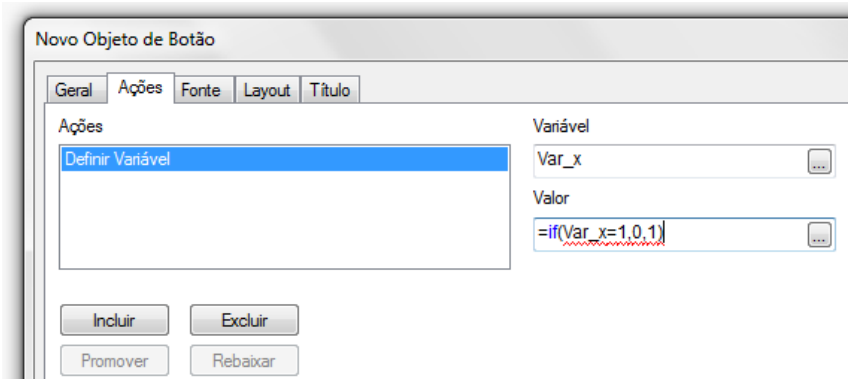 Novo Objeto de Botão
Geral Ações Fonte Layout Título
Ações
Definir Variável
Variável
Var_x ...
Valor
=if(Var_x=1,0,1) ...
Incluir Excluir
Promover Rebaixar